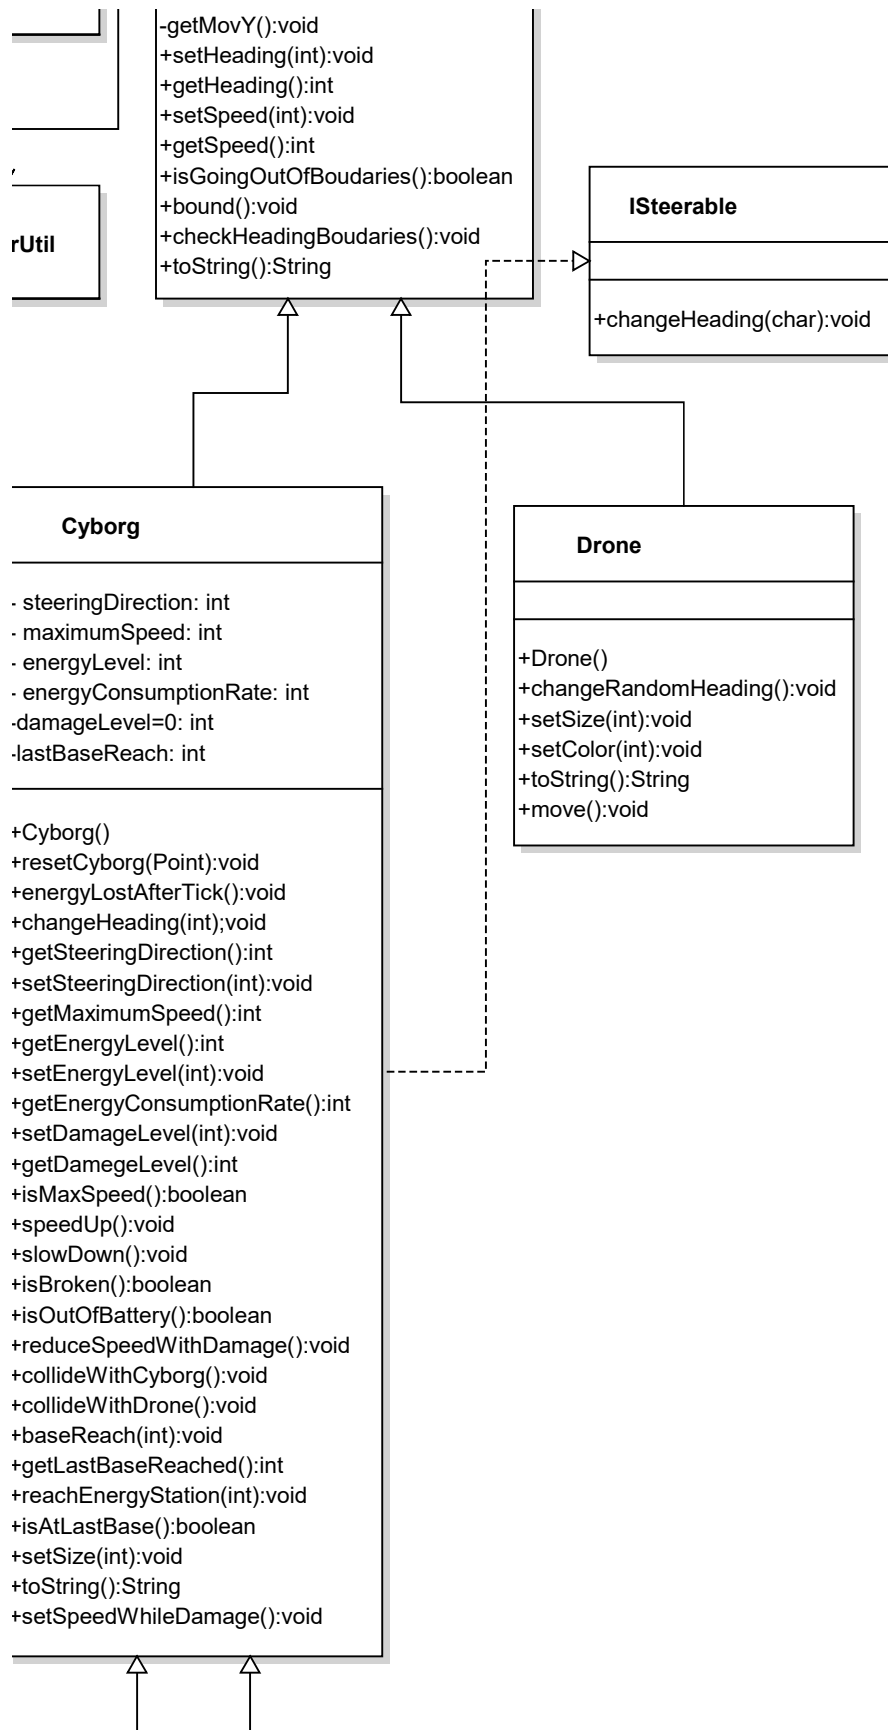 -getMovY():void
+setHeading(int):void
+getHeading():int
+setSpeed(int):void
+getSpeed():int
+isGoingOutOfBoudaries():boolean
+bound():void
+checkHeadingBoudaries():void
+toString():String
rUtil
ISteerable
+changeHeading(char):void
Cyborg
- steeringDirection: int
- maximumSpeed: int
- energyLevel: int
- energyConsumptionRate: int
-damageLevel=0: int
-lastBaseReach: int
+Cyborg()
+resetCyborg(Point):void
+energyLostAfterTick():void
+changeHeading(int);void
+getSteeringDirection():int
+setSteeringDirection(int):void
+getMaximumSpeed():int
+getEnergyLevel():int
+setEnergyLevel(int):void
+getEnergyConsumptionRate():int
+setDamageLevel(int):void
+getDamegeLevel():int
+isMaxSpeed():boolean
+speedUp():void
+slowDown():void
+isBroken():boolean
+isOutOfBattery():boolean
+reduceSpeedWithDamage():void
+collideWithCyborg():void
+collideWithDrone():void
+baseReach(int):void
+getLastBaseReached():int
+reachEnergyStation(int):void
+isAtLastBase():boolean
+setSize(int):void
+toString():String
+setSpeedWhileDamage():void
Drone
+Drone()
+changeRandomHeading():void
+setSize(int):void
+setColor(int):void
+toString():String
+move():void